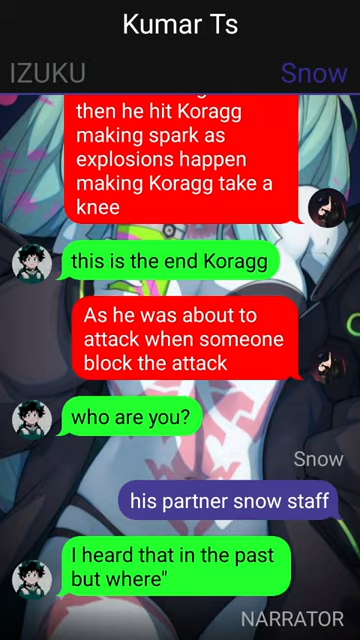 Kumar Ts
IZUKU
Snow
then he hit Koragg
making spark as
explosions happen
making Koragg take a
knee
this is the end Koragg
As he was about to
attack when someone
block the attack
who are you?
Snow
his partner snow staff
I heard that in the past
but where"
NARRATOR